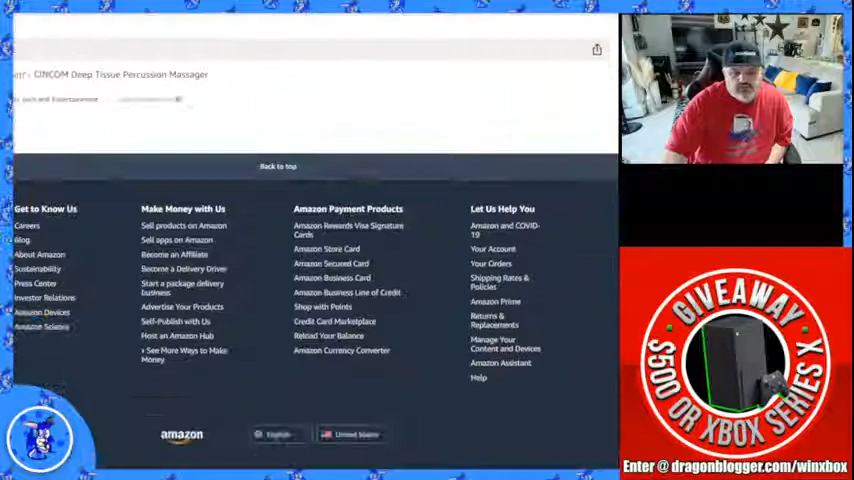 CINCOM Deep Tissue Percussion Massager
and Entertainment
Back to top
Get to Know Us
Careers
Blog
About Amazon
Sustainability
Press Center
Investor Relations
Amazon Devices
Amazon Science
Make Money with Us
Sell products on Amazon
Sell apps on Amazon
Become an Affiliate
Become a Delivery Driver
Start a package delivery
business
Advertise Your Products
Self-Publish with Us
Host an Amazon Hub
› See More Ways to Make
Money
Amazon Payment Products
Amazon Rewards Visa Signature
Cards
Amazon Store Card
Amazon Secured Card
Amazon Business Card
Amazon Business Line of Credit
Shop with Points
Credit Card Marketplace
Reload Your Balance
Amazon Currency Converter
Let Us Help You
Amazon and COVID-
19
Your Account
Your Orders
Shipping Rates &
Policies
Amazon Prime
Returns &
Replacements
Manage Your
Content and Devices
Amazon Assistant
Help
amazon
English
United States
GIVEAWAY
$500 OR XBOX SERIES X
Enter @ dragonblogger.com/winxbox